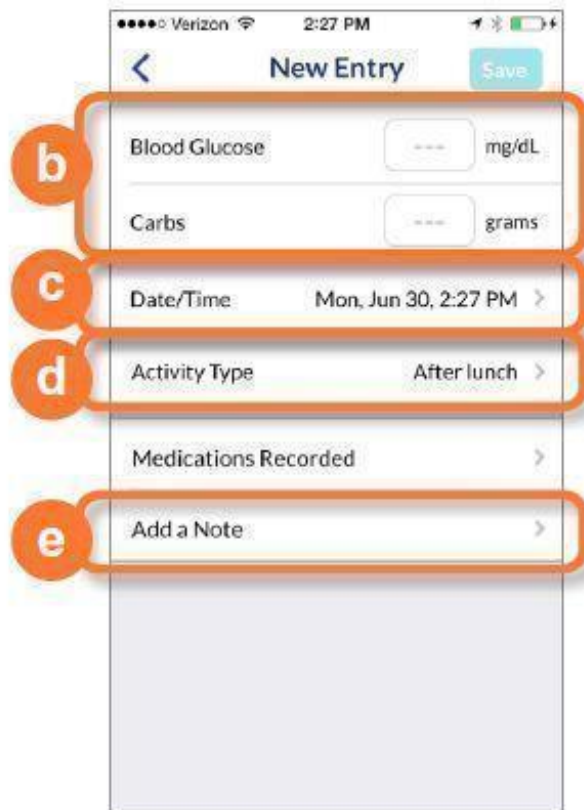 Verizon 2:27 PM
New Entry Save
b
Blood Glucose --- mg/dL
Carbs --- grams
c
Date/Time Mon, Jun 30, 2:27 PM >
d
Activity Type After lunch >
Medications Recorded >
e
Add a Note >